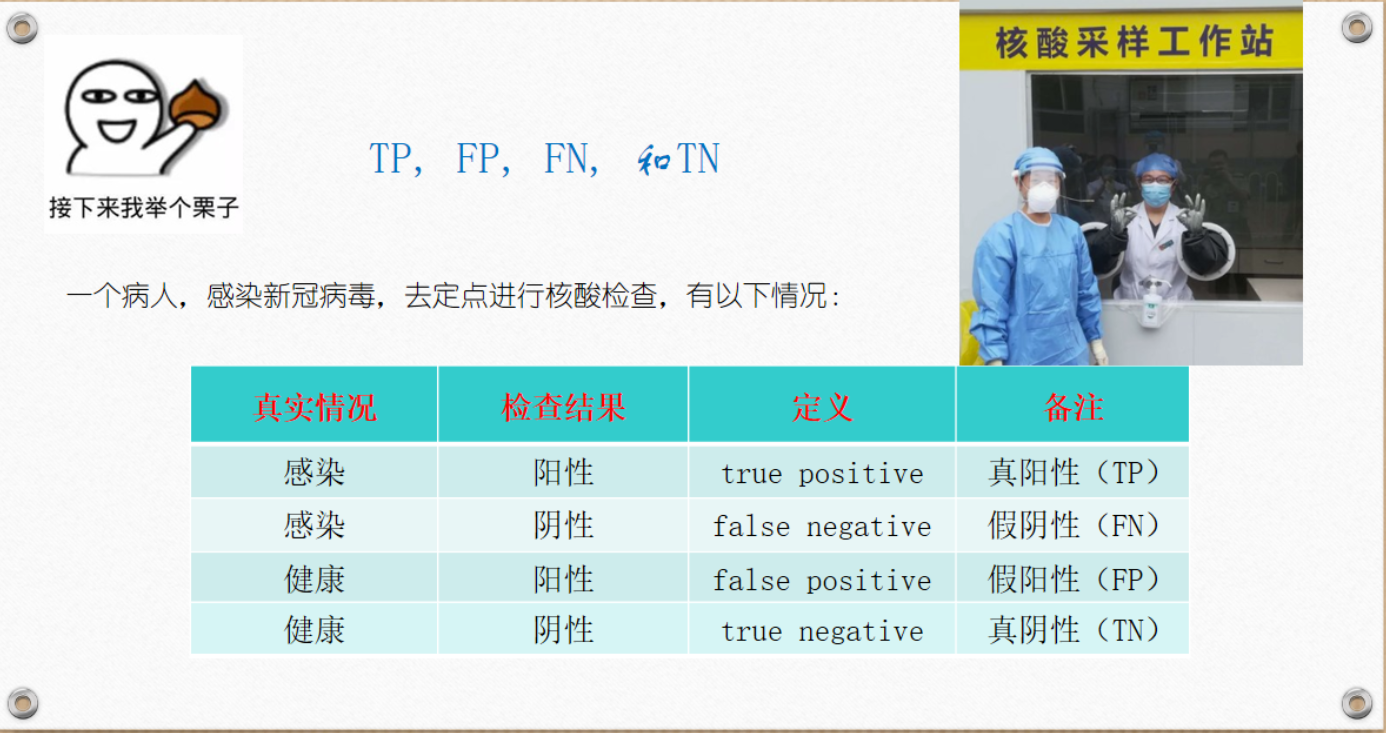 核酸采样工作站
TP, FP, FN, 和TN
接下来我举个栗子
一个病人，感染新冠病毒，去定点进行核酸检查，有以下情况：
真实情况 检查结果 定义 备注
感染 阳性 true positive 真阳性（TP）
感染 阴性 false negative 假阴性（FN）
健康 阳性 false positive 假阳性（FP）
健康 阴性 true negative 真阴性（TN）